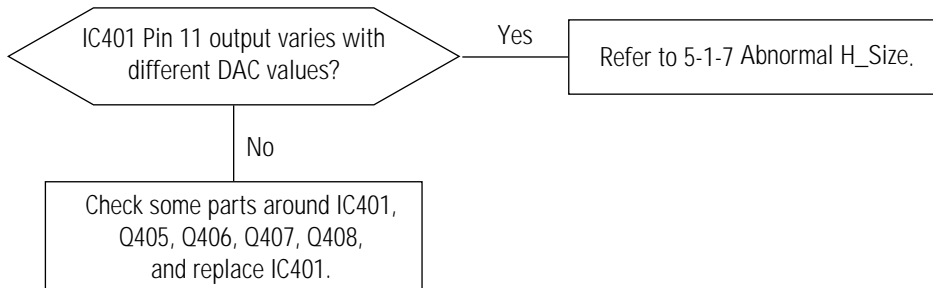 IC401 Pin 11 output varies with
different DAC values?
Yes
Refer to 5-1-7 Abnormal H_Size.
No
Check some parts around IC401,
Q405, Q406, Q407, Q408,
and replace IC401.